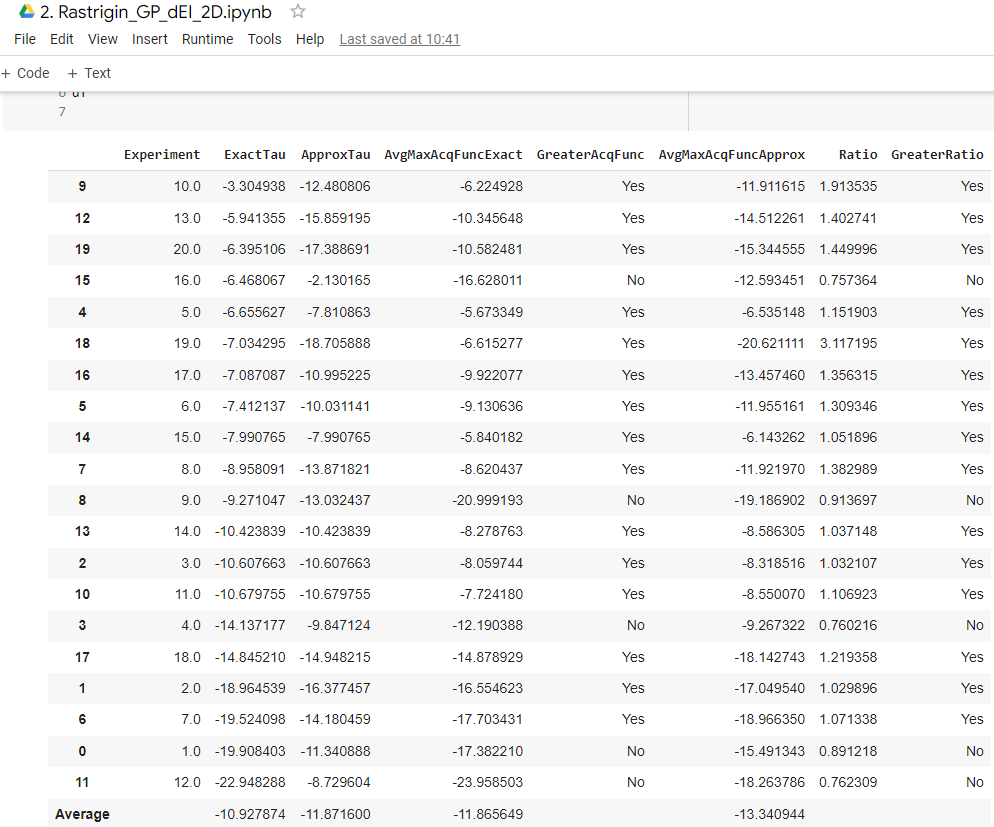 2. Rastrigin_GP_dEI_2D.ipynb
File Edit View Insert Runtime Tools Help Last saved at 10:41
+ Code + Text
7
Experiment ExactTau ApproxTau AvgMaxAcqFuncExact GreaterAcqFunc AvgMaxAcqFuncApprox Ratio GreaterRatio
9 10.0 -3.304938 -12.480806 -6.224928 Yes -11.911615 1.913535 Yes
12 13.0 -5.941355 -15.859195 -10.345648 Yes -14.512261 1.402741 Yes
19 20.0 -6.395106 -17.388691 -10.582481 Yes -15.344555 1.449996 Yes
15 16.0 -6.468067 -2.130165 -16.628011 No -12.593451 0.757364 No
4 5.0 -6.655627 -7.810863 -5.673349 Yes -6.535148 1.151903 Yes
18 19.0 -7.034295 -18.705888 -6.615277 Yes -20.621111 3.117195 Yes
16 17.0 -7.087087 -10.995225 -9.922077 Yes -13.457460 1.356315 Yes
5 6.0 -7.412137 -10.031141 -9.130636 Yes -11.955161 1.309346 Yes
14 15.0 -7.990765 -7.990765 -5.840182 Yes -6.143262 1.051896 Yes
7 8.0 -8.958091 -13.871821 -8.620437 Yes -11.921970 1.382989 Yes
8 9.0 -9.271047 -13.032437 -20.999193 No -19.186902 0.913697 No
13 14.0 -10.423839 -10.423839 -8.278763 Yes -8.586305 1.037148 Yes
2 3.0 -10.607663 -10.607663 -8.059744 Yes -8.318516 1.032107 Yes
10 11.0 -10.679755 -10.679755 -7.724180 Yes -8.550070 1.106923 Yes
3 4.0 -14.137177 -9.847124 -12.190388 No -9.267322 0.760216 No
17 18.0 -14.845210 -14.948215 -14.878929 Yes -18.142743 1.219358 Yes
1 2.0 -18.964539 -16.377457 -16.554623 Yes -17.049540 1.029896 Yes
6 7.0 -19.524098 -14.180459 -17.703431 Yes -18.966350 1.071338 Yes
0 1.0 -19.908403 -11.340888 -17.382210 No -15.491343 0.891218 No
11 12.0 -22.948288 -8.729604 -23.958503 No -18.263786 0.762309 No
Average -10.927874 -11.871600 -11.865649 -13.340944